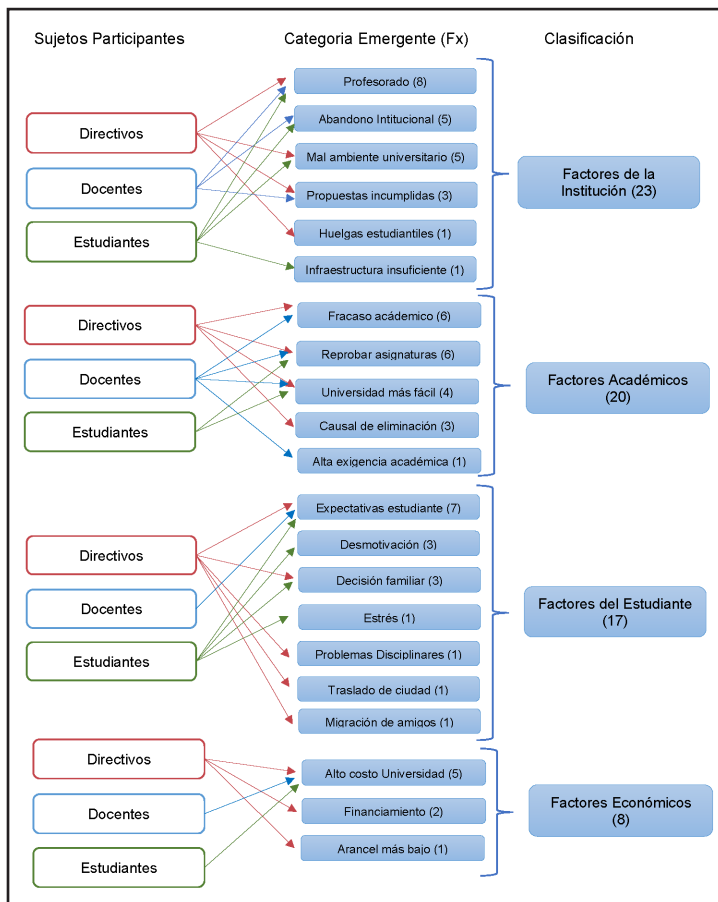 Sujetos Participantes
Categoria Emergente (Fx)
Clasificación
Directivos
Docentes
Estudiantes
Profesorado (8)
Abandono Intitucional (5)
Mal ambiente universitario (5)
Propuestas incumplidas (3)
Huelgas estudiantiles (1)
Infraestructura insuficiente (1)
Factores de la
Institución (23)
Directivos
Docentes
Estudiantes
Fracaso académico (6)
Reprobar asignaturas (6)
Universidad más fácil (4)
Causal de eliminación (3)
Alta exigencia académica (1)
Factores Académicos
(20)
Directivos
Docentes
Estudiantes
Expectativas estudiante (7)
Desmotivación (3)
Decisión familiar (3)
Estrés (1)
Problemas Disciplinares (1)
Traslado de ciudad (1)
Migración de amigos (1)
Factores del Estudiante
(17)
Directivos
Docentes
Estudiantes
Alto costo Universidad (5)
Financiamiento (2)
Arancel más bajo (1)
Factores Económicos
(8)